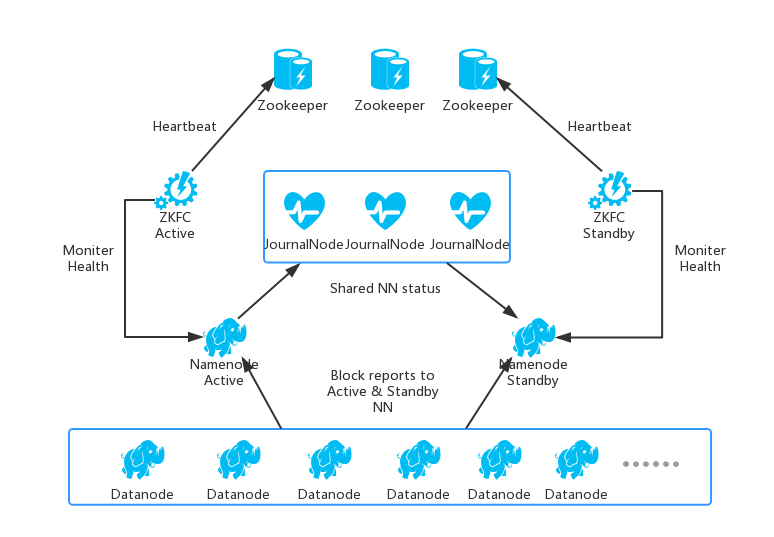 Zookeeper
Zookeeper
Zookeeper
Heartbeat
Heartbeat
ZKFC
Active
ZKFC
Standby
JournalNode
JournalNode
JournalNode
Moniter
Health
Moniter
Health
Shared NN status
Namenode
Active
Namenode
Standby
Block reports to
Active & Standby
NN
Datanode
Datanode
Datanode
Datanode
Datanode
Datanode